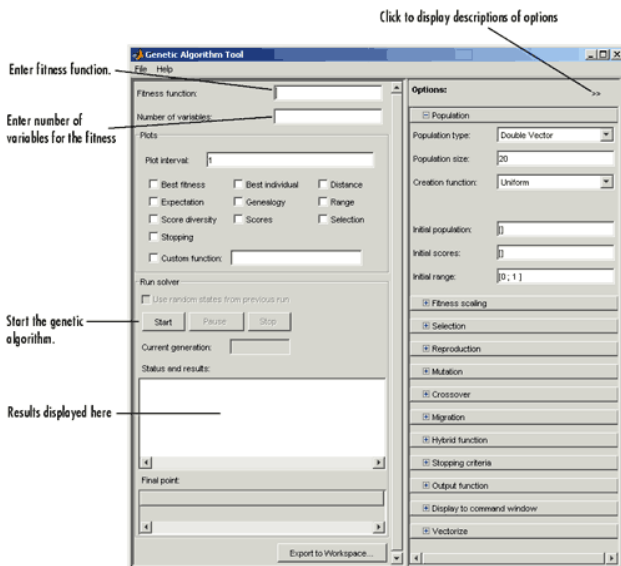 Click to display descriptions of options
Genetic Algorithm Tool
File Help
Enter fitness function.
Fitness function:
Enter number of
variables for the fitness
Number of variables:
Plots
Plot interval: 1
Best fitness Best individual Distance
Expectation Genealogy Range
Score diversity Scores Selection
Stopping
Custom function:
Run solver
Use random states from previous run
Start the genetic
algorithm.
Start Pause Stop
Current generation:
Status and results:
Results displayed here
Final point:
Export to Workspace...
Options: >>
Population
Population type: Double Vector
Population size: 20
Creation function: Uniform
Initial population: []
Initial scores: []
Initial range: [0 ; 1 ]
Fitness scaling
Selection
Reproduction
Mutation
Crossover
Migration
Hybrid function
Stopping criteria
Output function
Display to command window
Vectorize